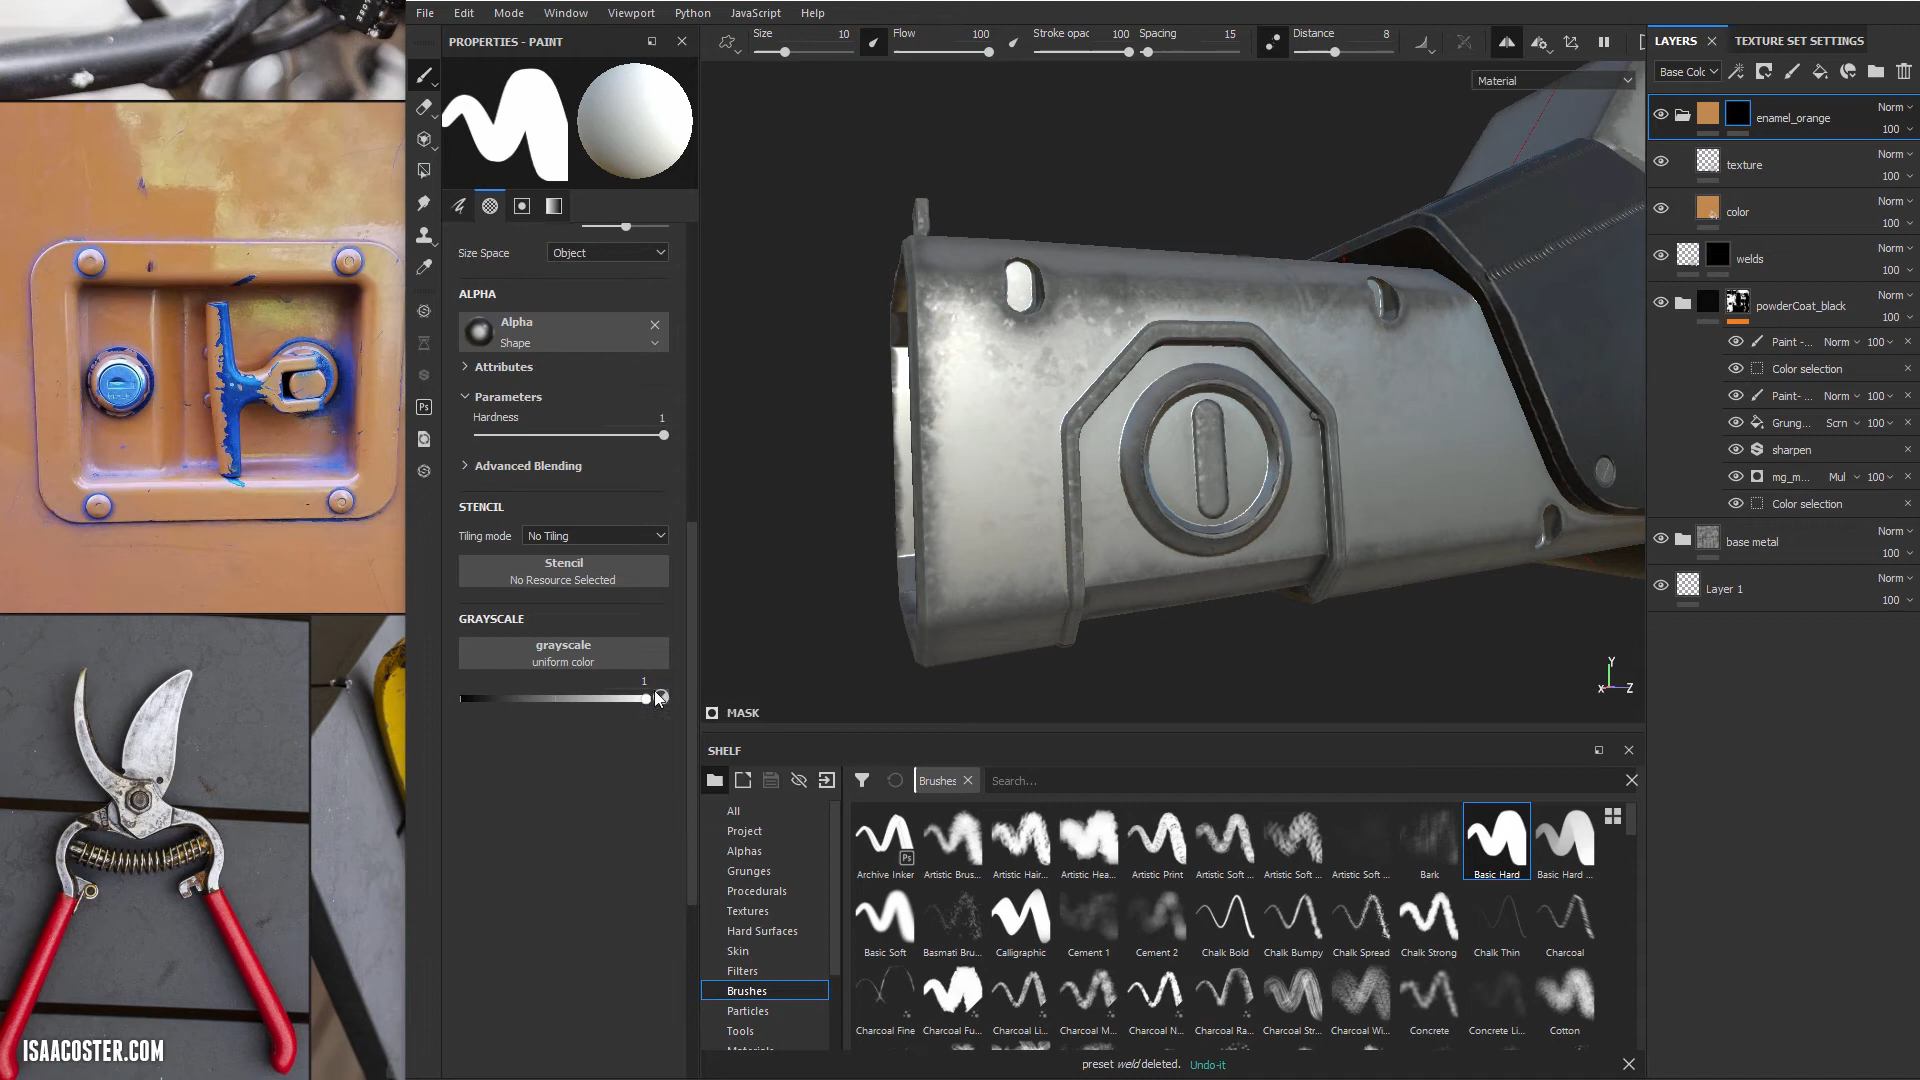 File Edit Mode Window Viewport Python JavaScript Help
PROPERTIES - PAINT
Size 10
Flow 100
Stroke opac 100
Spacing 15
Distance 8
Material
Size Space Object
ALPHA
Alpha
Shape
Attributes
Parameters
Hardness 1
Advanced Blending
STENCIL
Tiling mode No Tiling
Stencil
No Resource Selected
GRAYSCALE
grayscale
uniform color
1
Ps
MASK
Y
X Z
LAYERS TEXTURE SET SETTINGS
Base Colc
enamel_orange Norm 100
texture Norm 100
color Norm 100
welds Norm 100
powderCoat_black Norm 100
Paint -... Norm 100
Color selection
Paint- ... Norm 100
Grung... Scrn 100
sharpen
mg_m... Mul 100
Color selection
base metal Norm 100
Layer 1 Norm 100
SHELF
Brushes
Search...
All
Project
Alphas
Grunges
Procedurals
Textures
Hard Surfaces
Skin
Filters
Brushes
Particles
Tools
Ps
Archive Inker Artistic Brus... Artistic Hair... Artistic Hea... Artistic Print Artistic Soft ... Artistic Soft ... Artistic Soft ... Bark Basic Hard Basic Hard ...
Basic Soft Basmati Bru... Calligraphic Cement 1 Cement 2 Chalk Bold Chalk Bumpy Chalk Spread Chalk Strong Chalk Thin Charcoal
Charcoal Fine Charcoal Fu... Charcoal Li... Charcoal M... Charcoal N... Charcoal Ra... Charcoal Str... Charcoal Wi... Concrete Concrete Li... Cotton
preset weld deleted. Undo-it
ISAACOSTER.COM